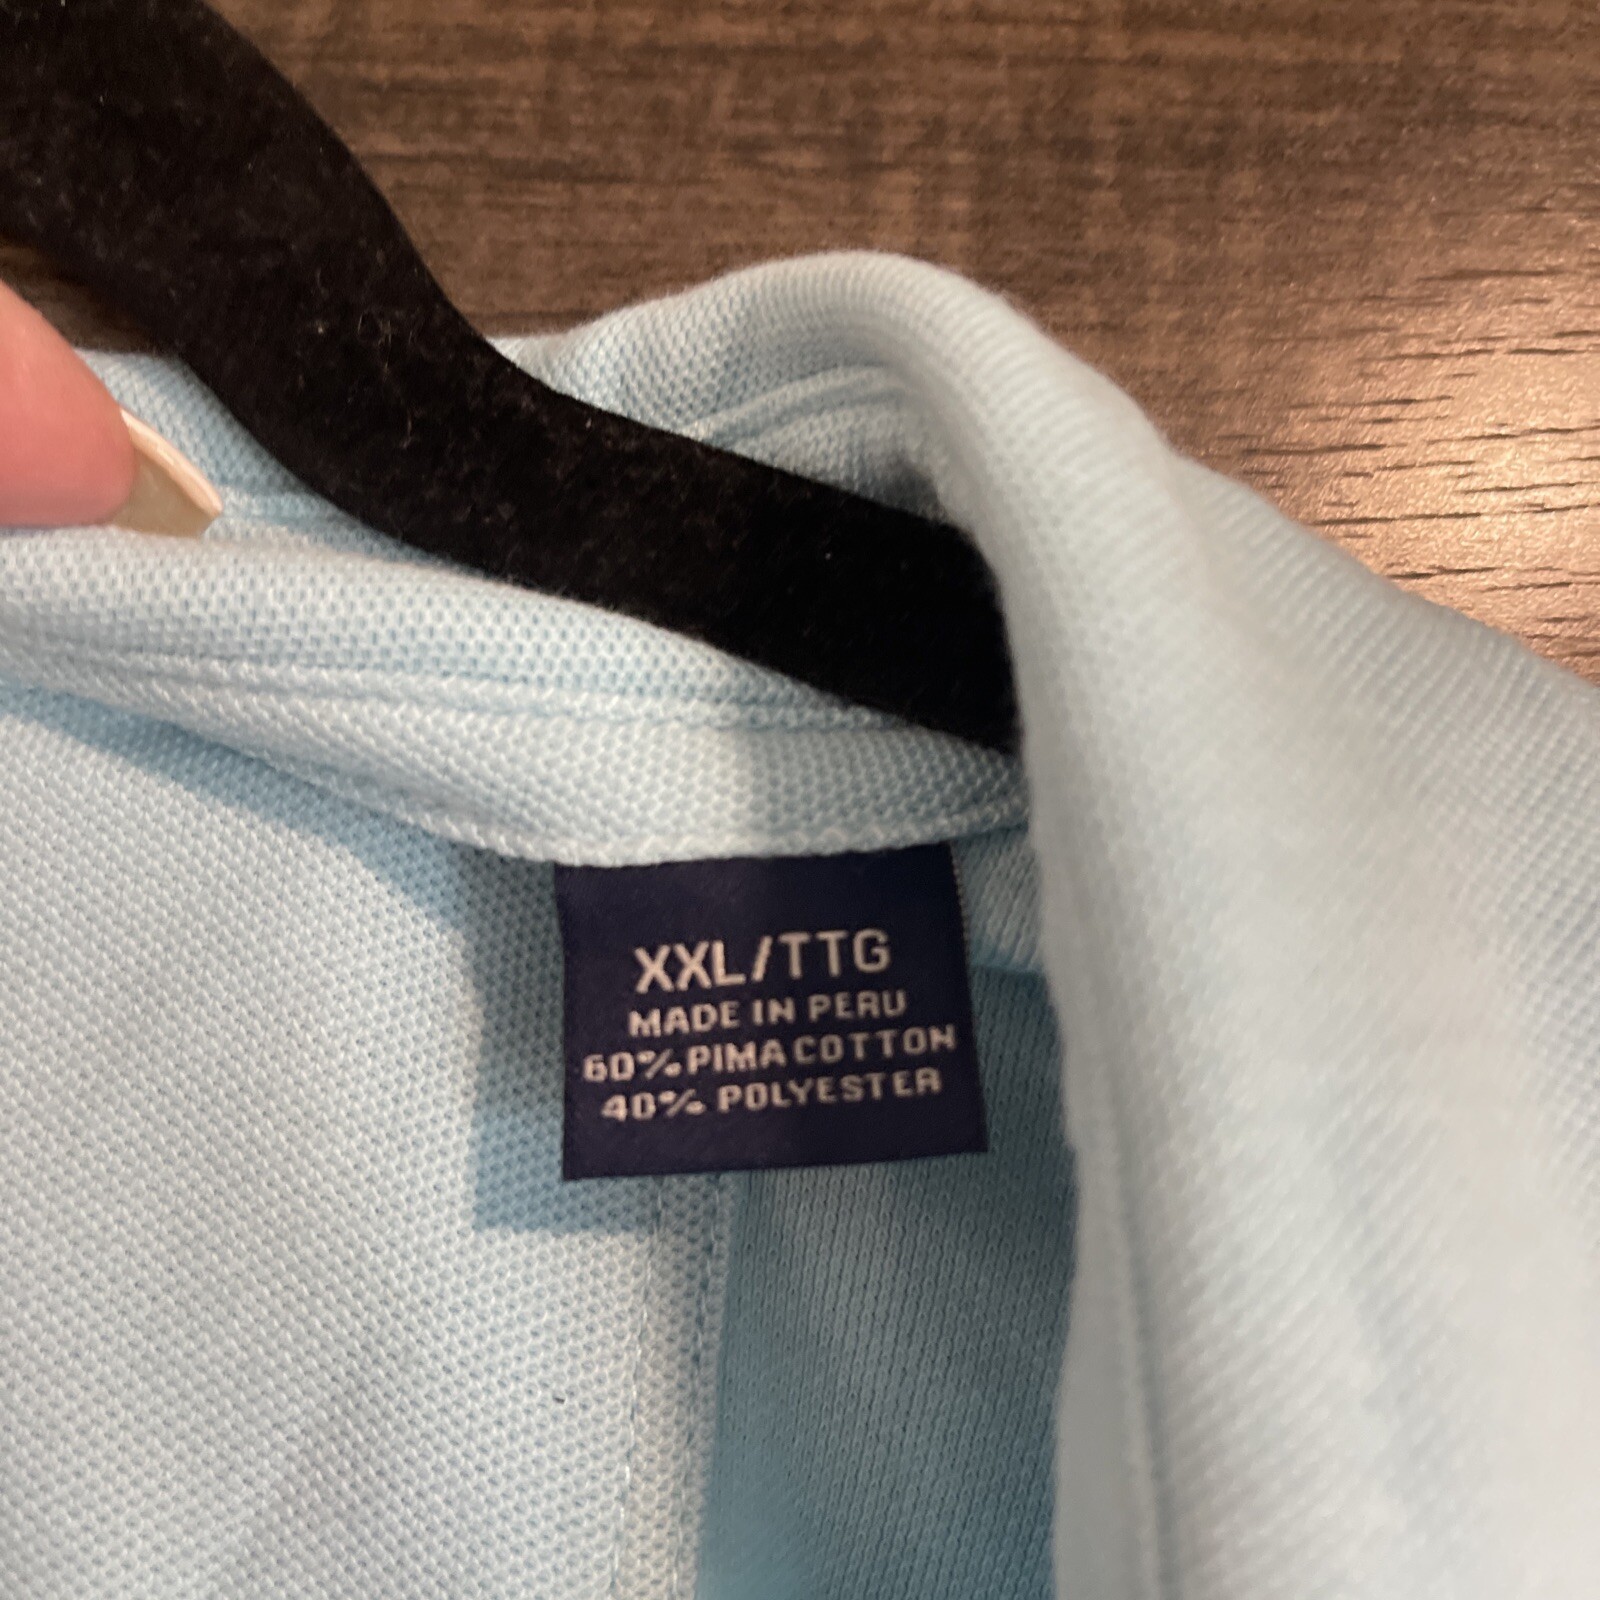 XXL/TTG
MADE IN PERU
60% PIMA COTTON
40% POLYESTER